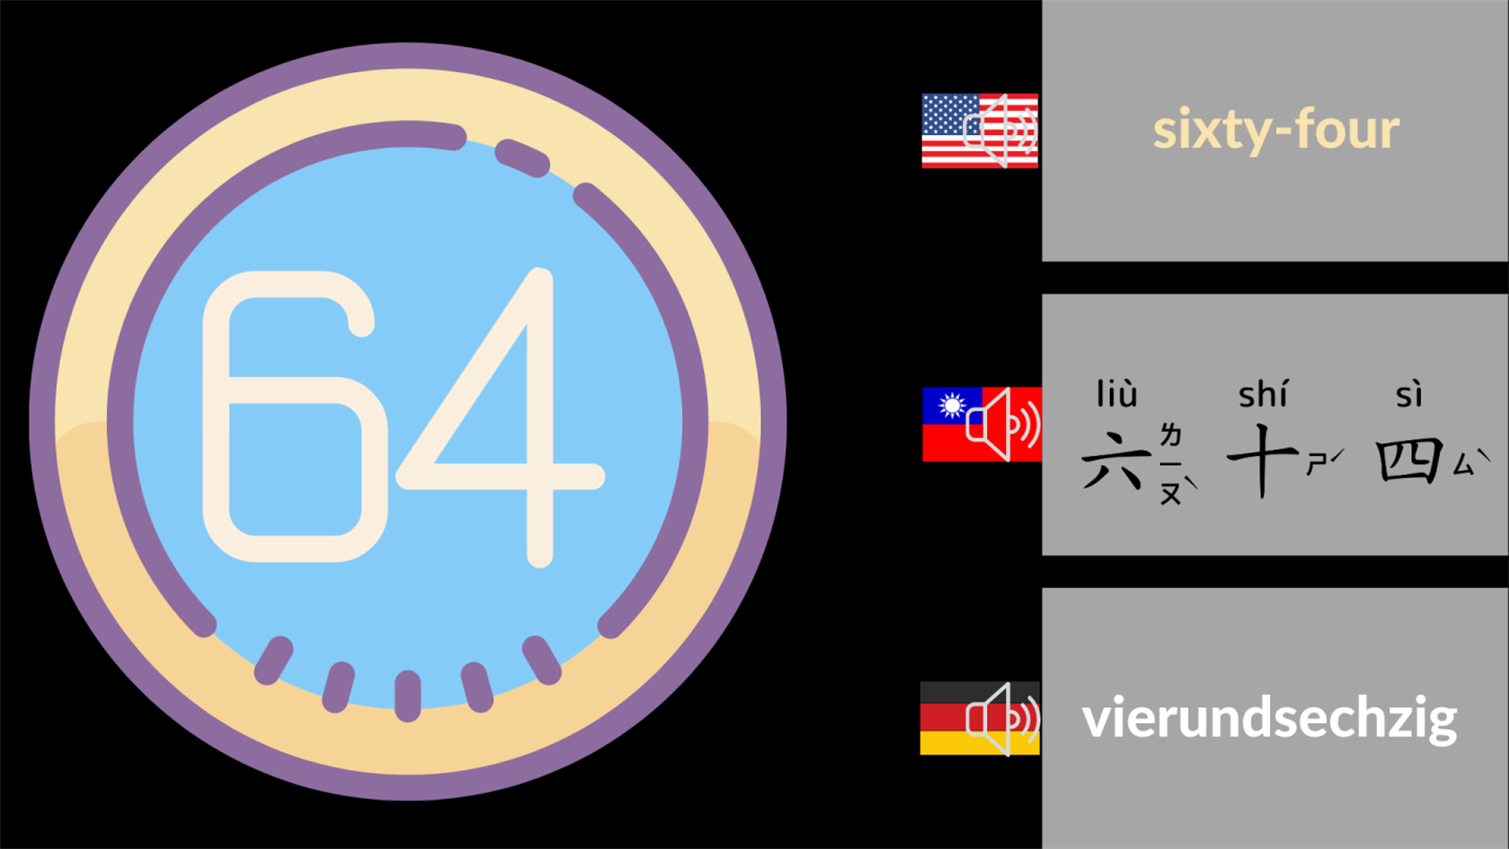 64
sixty-four
liù shí sì
六ㄌㄧㄡˋ 十ㄕˊ 四ㄙˋ
vierundsechzig